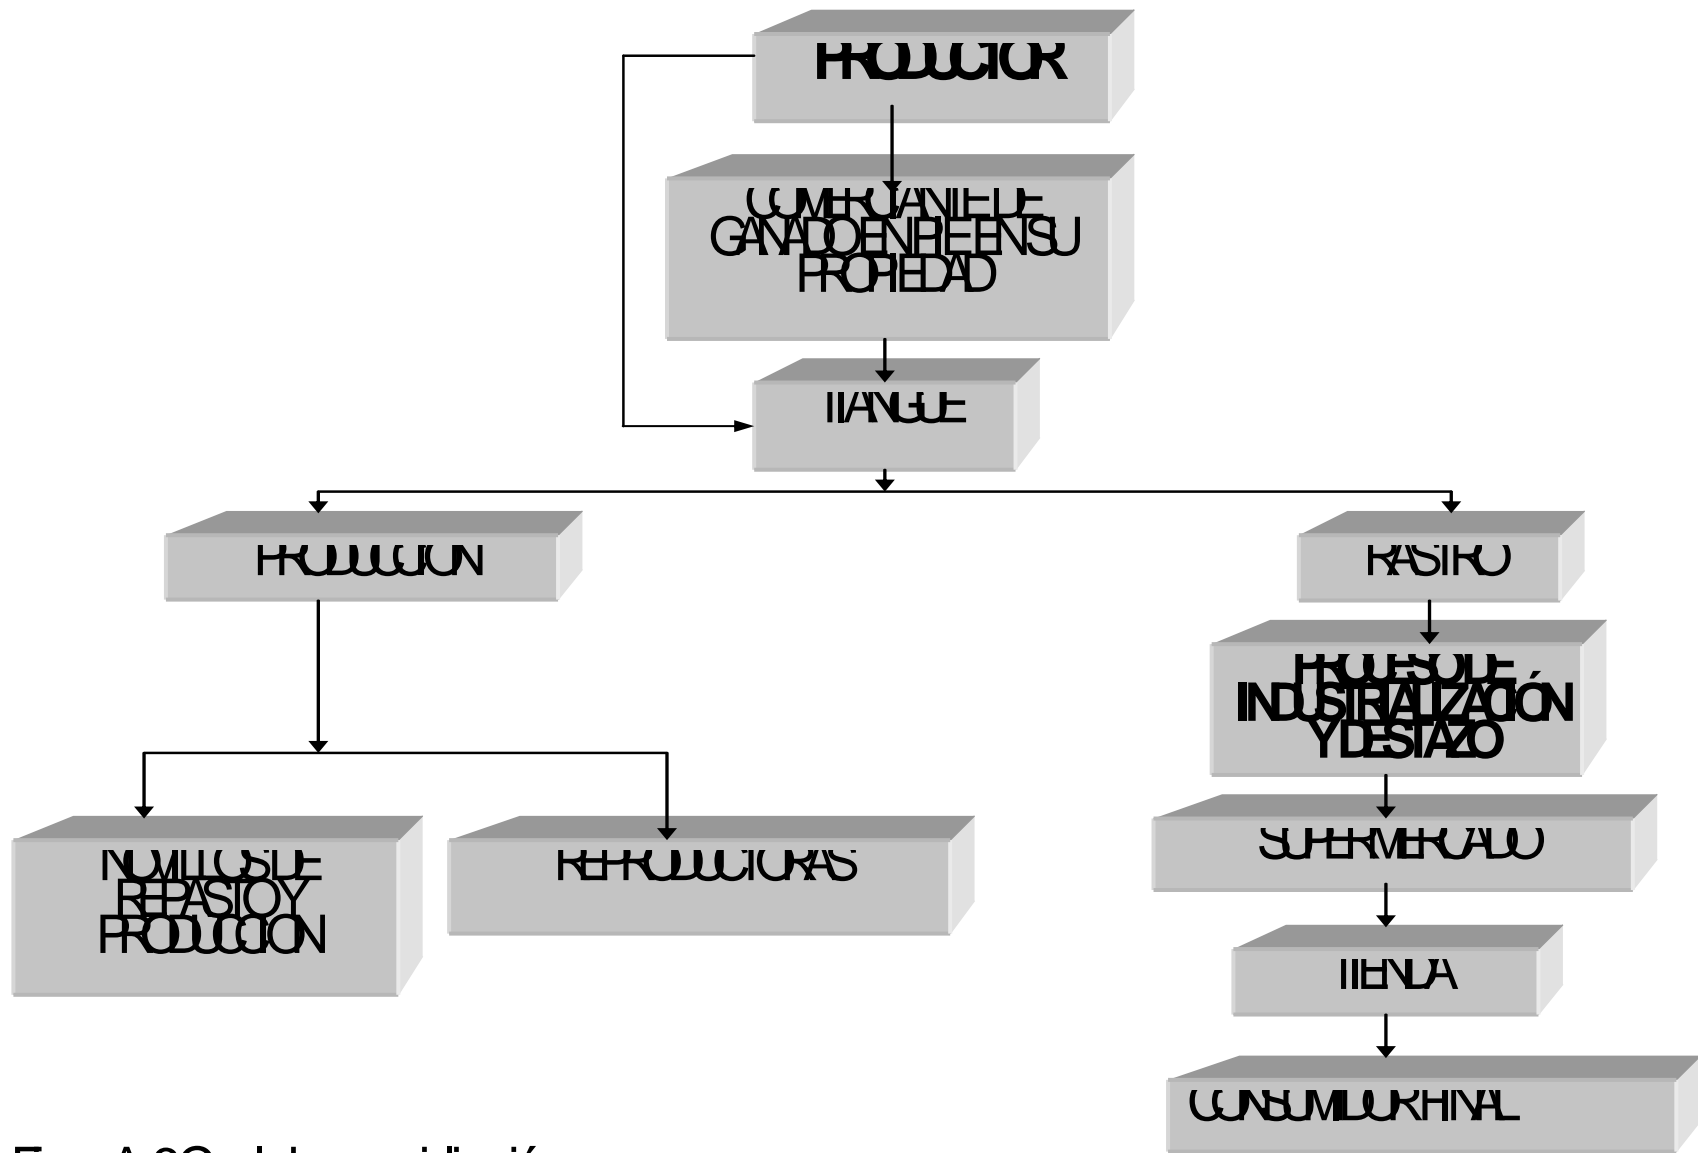 PRODUCTOR
COMERCIANTE DE
GANADO EN PIE EN SU
PROPIEDAD
TIANGUE
PRODUCCION
RASTRO
PROCESO DE
INDUSTRIALIZACIÓN
Y DESTAZO
NOVILLOS DE
REPASTO Y
PRODUCCION
REPRODUCTORAS
SUPERMERCADO
TIENDA
CONSUMIDOR FINAL